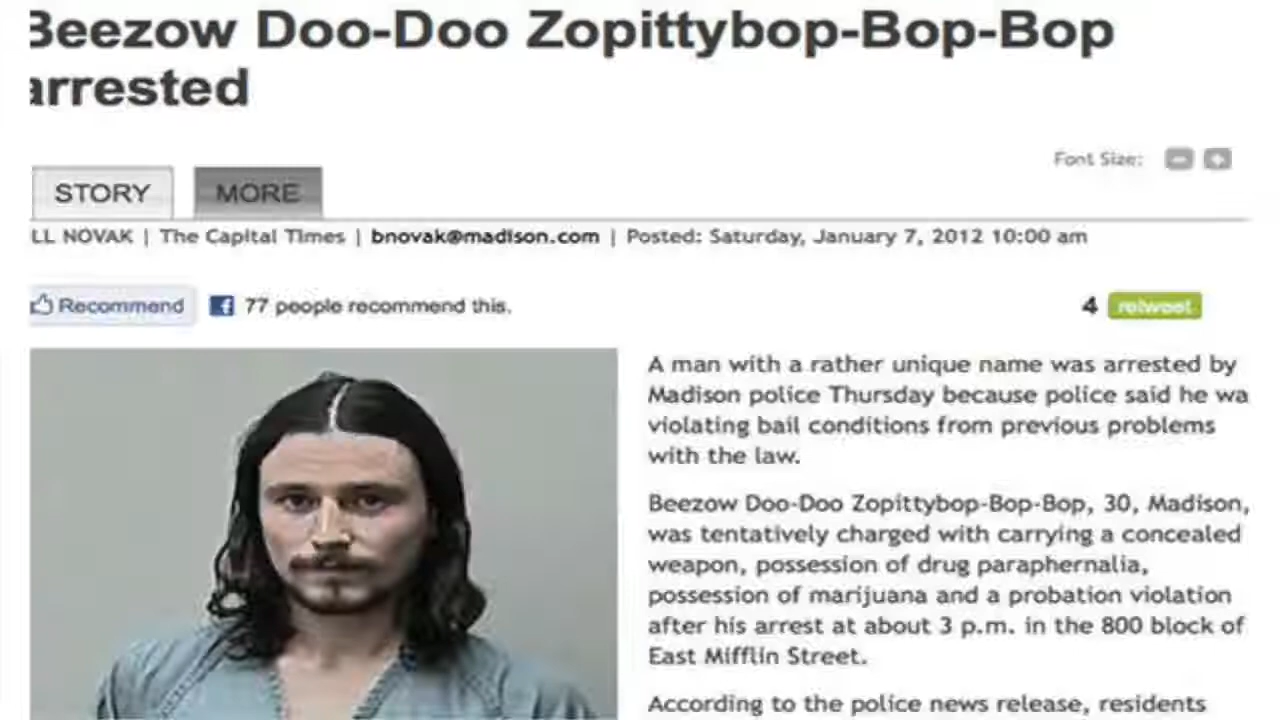 Beezow Doo-Doo Zopittybop-Bop-Bop
arrested
Font Size:
STORY
MORE
LL NOVAK | The Capital Times | bnovak@madison.com | Posted: Saturday, January 7, 2012 10:00 am
Recommend
77 people recommend this.
4 retweet
A man with a rather unique name was arrested by
Madison police Thursday because police said he wa
violating bail conditions from previous problems
with the law.
Beezow Doo-Doo Zopittybop-Bop-Bop, 30, Madison,
was tentatively charged with carrying a concealed
weapon, possession of drug paraphernalia,
possession of marijuana and a probation violation
after his arrest at about 3 p.m. in the 800 block of
East Mifflin Street.
According to the police news release, residents